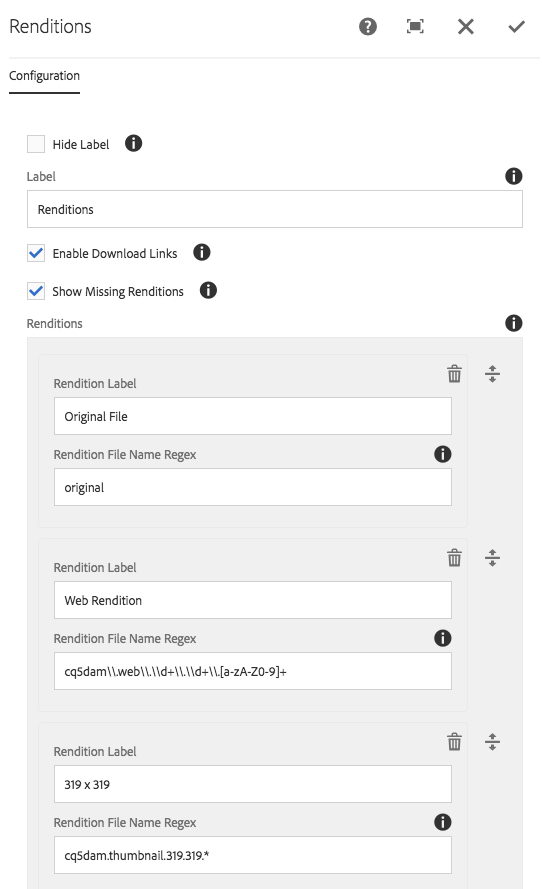 Renditions
Configuration
Hide Label
Label
Renditions
Enable Download Links
Show Missing Renditions
Renditions
Rendition Label
Original File
Rendition File Name Regex
original
Rendition Label
Web Rendition
Rendition File Name Regex
cq5dam\\.web\\.\\d+\\.\\d+\\.[a-zA-Z0-9]+
Rendition Label
319 x 319
Rendition File Name Regex
cq5dam.thumbnail.319.319.*